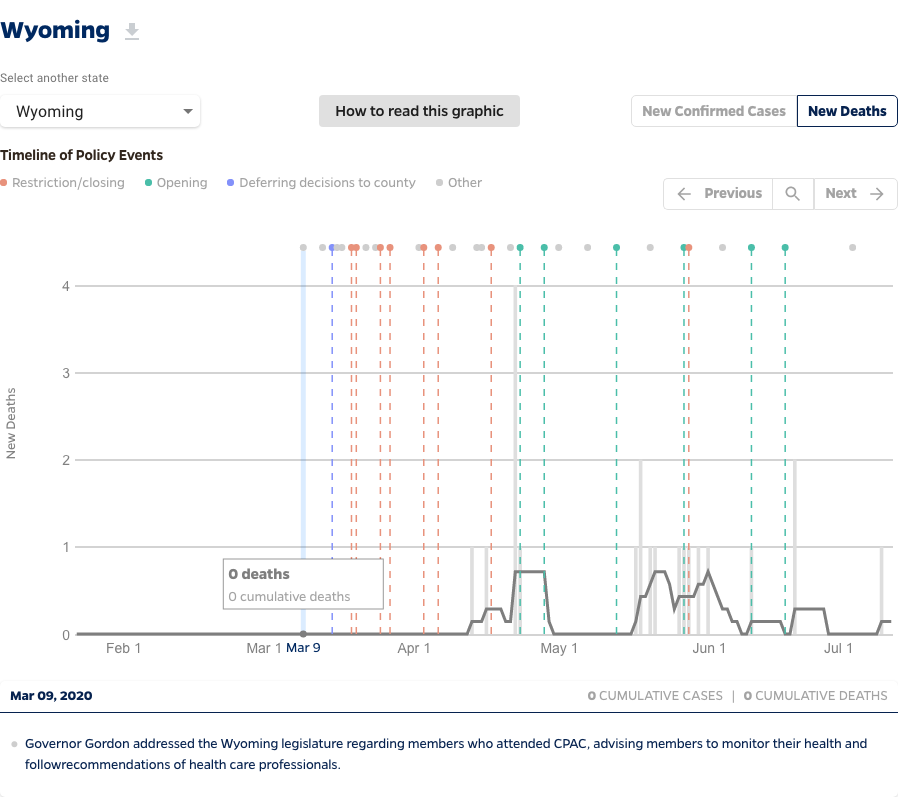 Wyoming
Select another state
Wyoming
How to read this graphic
New Confirmed Cases
New Deaths
Timeline of Policy Events
Restriction/closing
Opening
Deferring decisions to county
Other
Previous
Next
New Deaths
4
3
2
1
0
0 deaths
0 cumulative deaths
Feb 1
Mar 1
Mar 9
Apr 1
May 1
Jun 1
Jul 1
Mar 09, 2020
0 CUMULATIVE CASES | 0 CUMULATIVE DEATHS
Governor Gordon addressed the Wyoming legislature regarding members who attended CPAC, advising members to monitor their health and
followrecommendations of health care professionals.